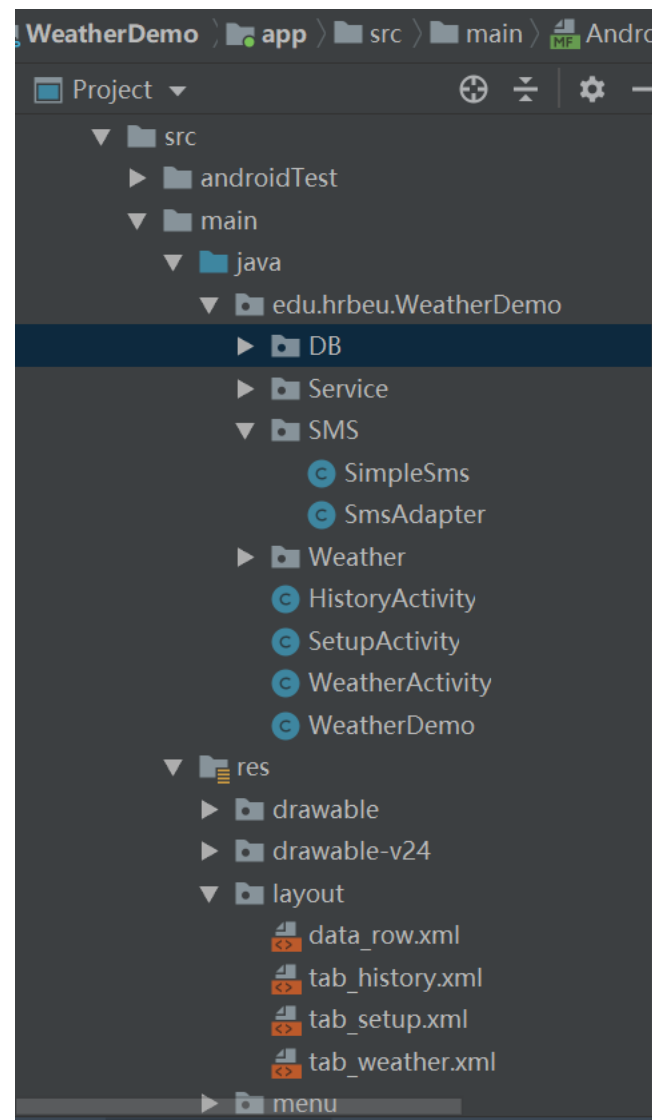 WeatherDemo app src main MF Andro
Project
src
androidTest
main
java
edu.hrbeu.WeatherDemo
DB
Service
SMS
C SimpleSms
C SmsAdapter
Weather
C HistoryActivity
C SetupActivity
C WeatherActivity
C WeatherDemo
res
drawable
drawable-v24
layout
<> data_row.xml
<> tab_history.xml
<> tab_setup.xml
<> tab_weather.xml
menu